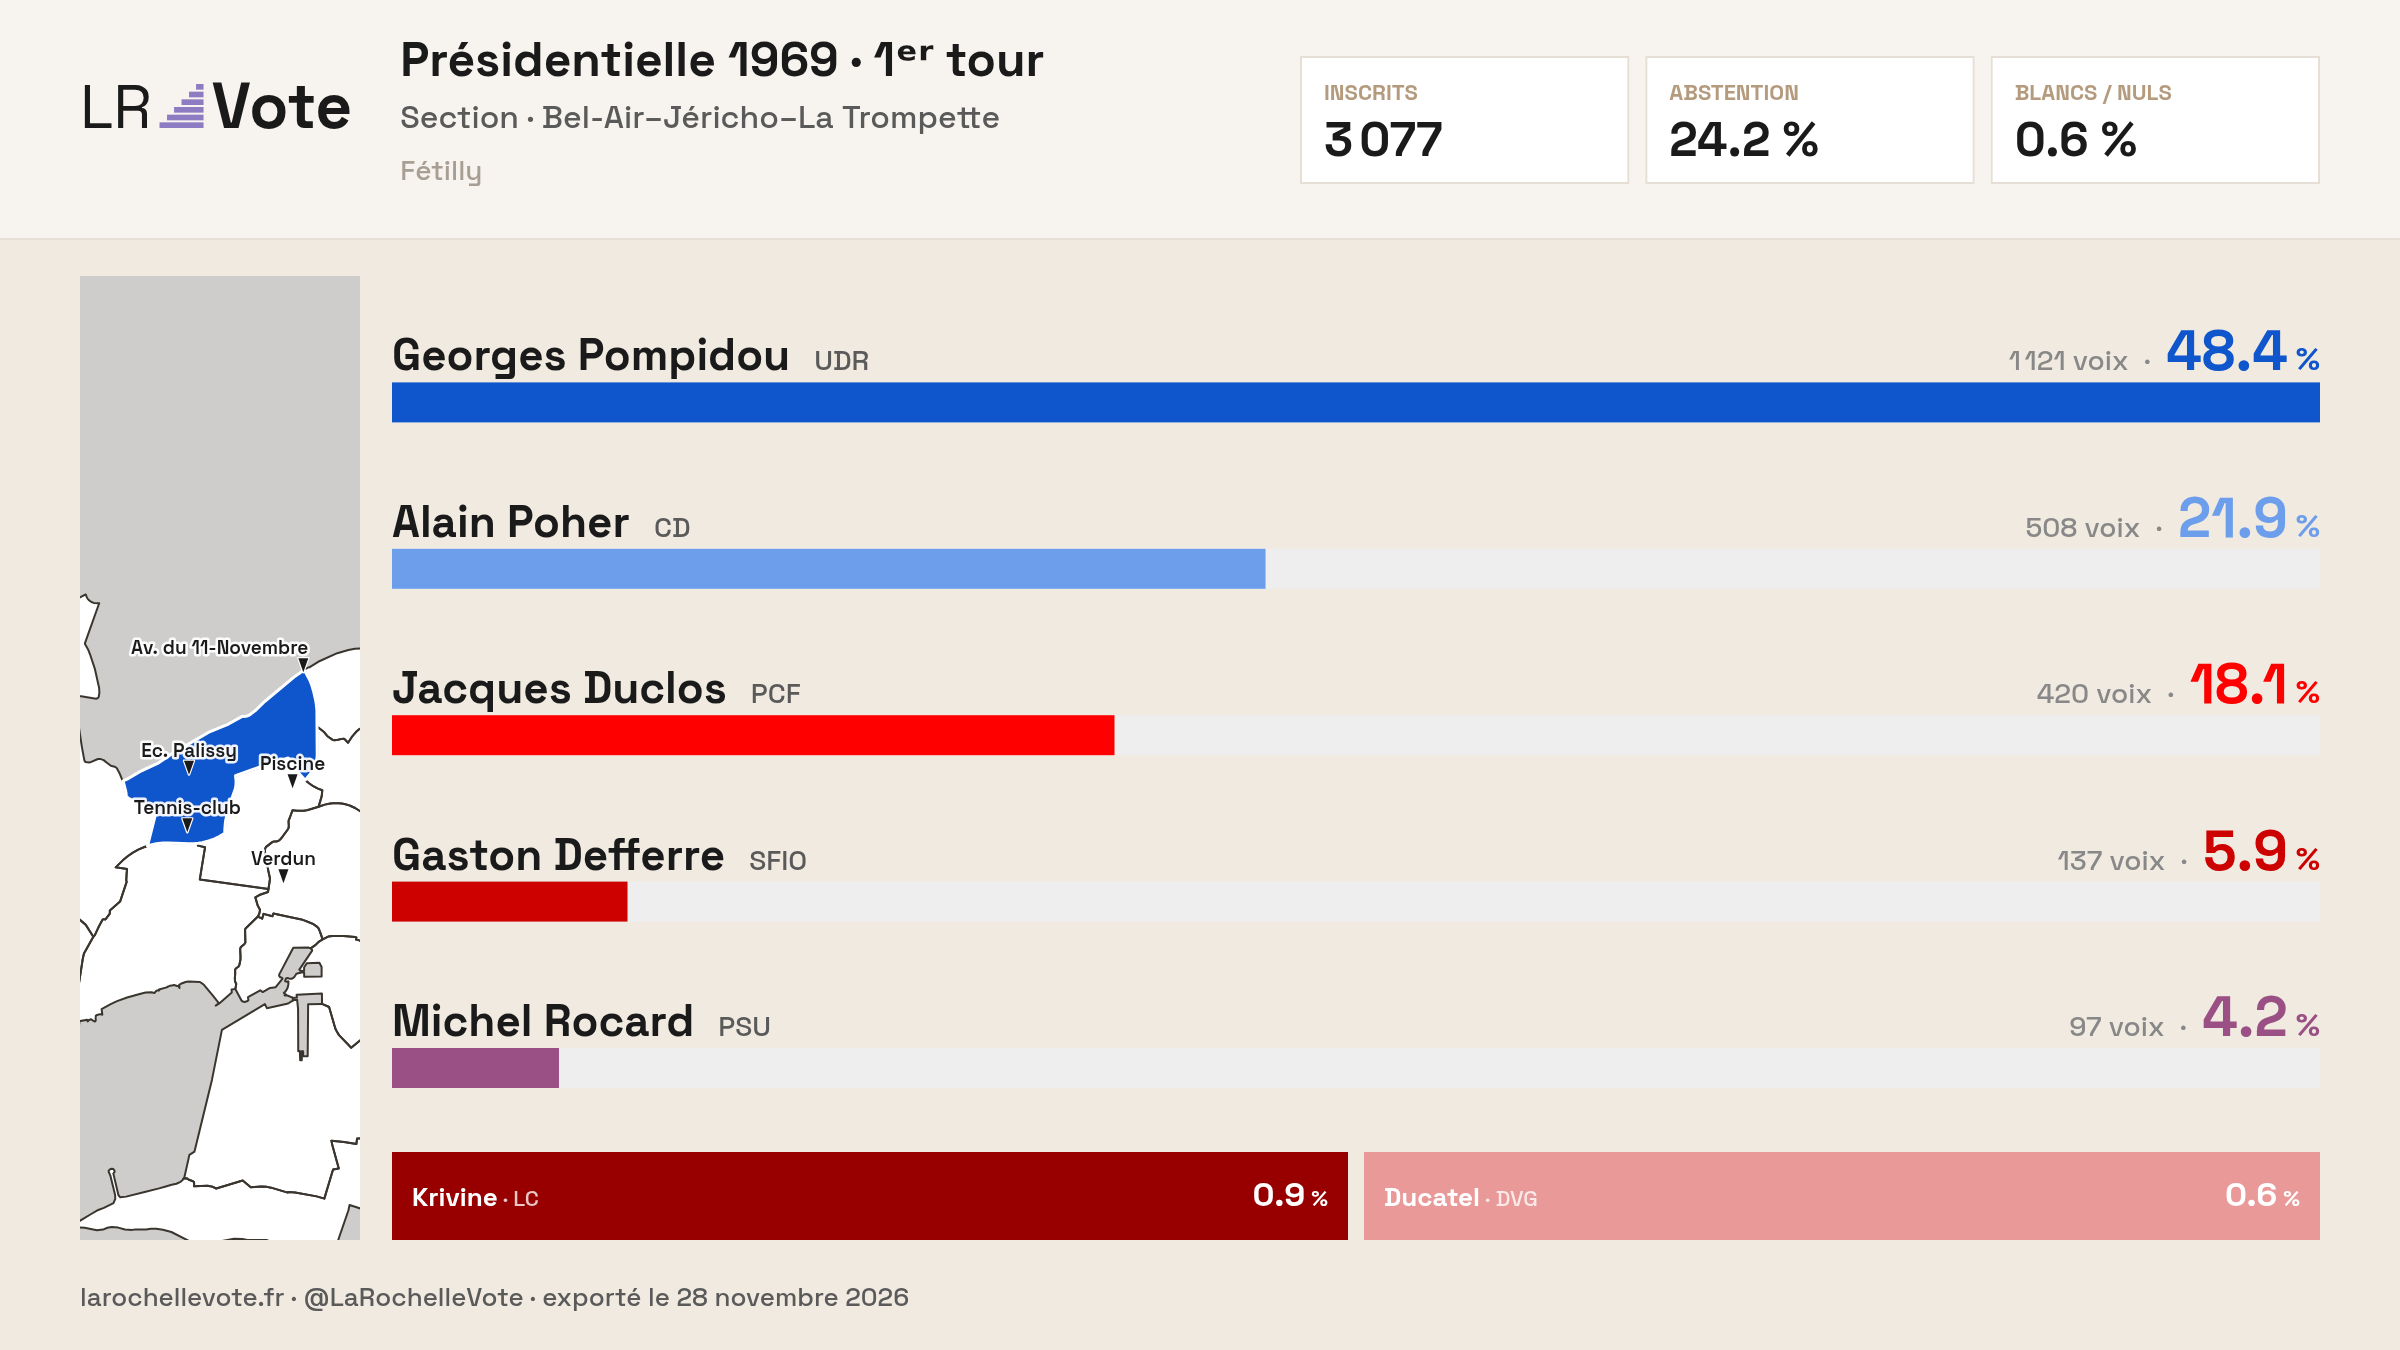 LR Vote
Présidentielle 1969 · 1er tour
Section · Bel-Air–Jéricho–La Trompette
Fétilly
INSCRITS
3 077
ABSTENTION
24.2 %
BLANCS / NULS
0.6 %
Av. du 11-Novembre
Ec. Palissy
Piscine
Tennis-club
Verdun
Georges Pompidou UDR 1 121 voix · 48.4 %
Alain Poher CD 508 voix · 21.9 %
Jacques Duclos PCF 420 voix · 18.1 %
Gaston Defferre SFIO 137 voix · 5.9 %
Michel Rocard PSU 97 voix · 4.2 %
Krivine · LC 0.9 %
Ducatel · DVG 0.6 %
larochellevote.fr · @LaRochelleVote · exporté le 28 novembre 2026